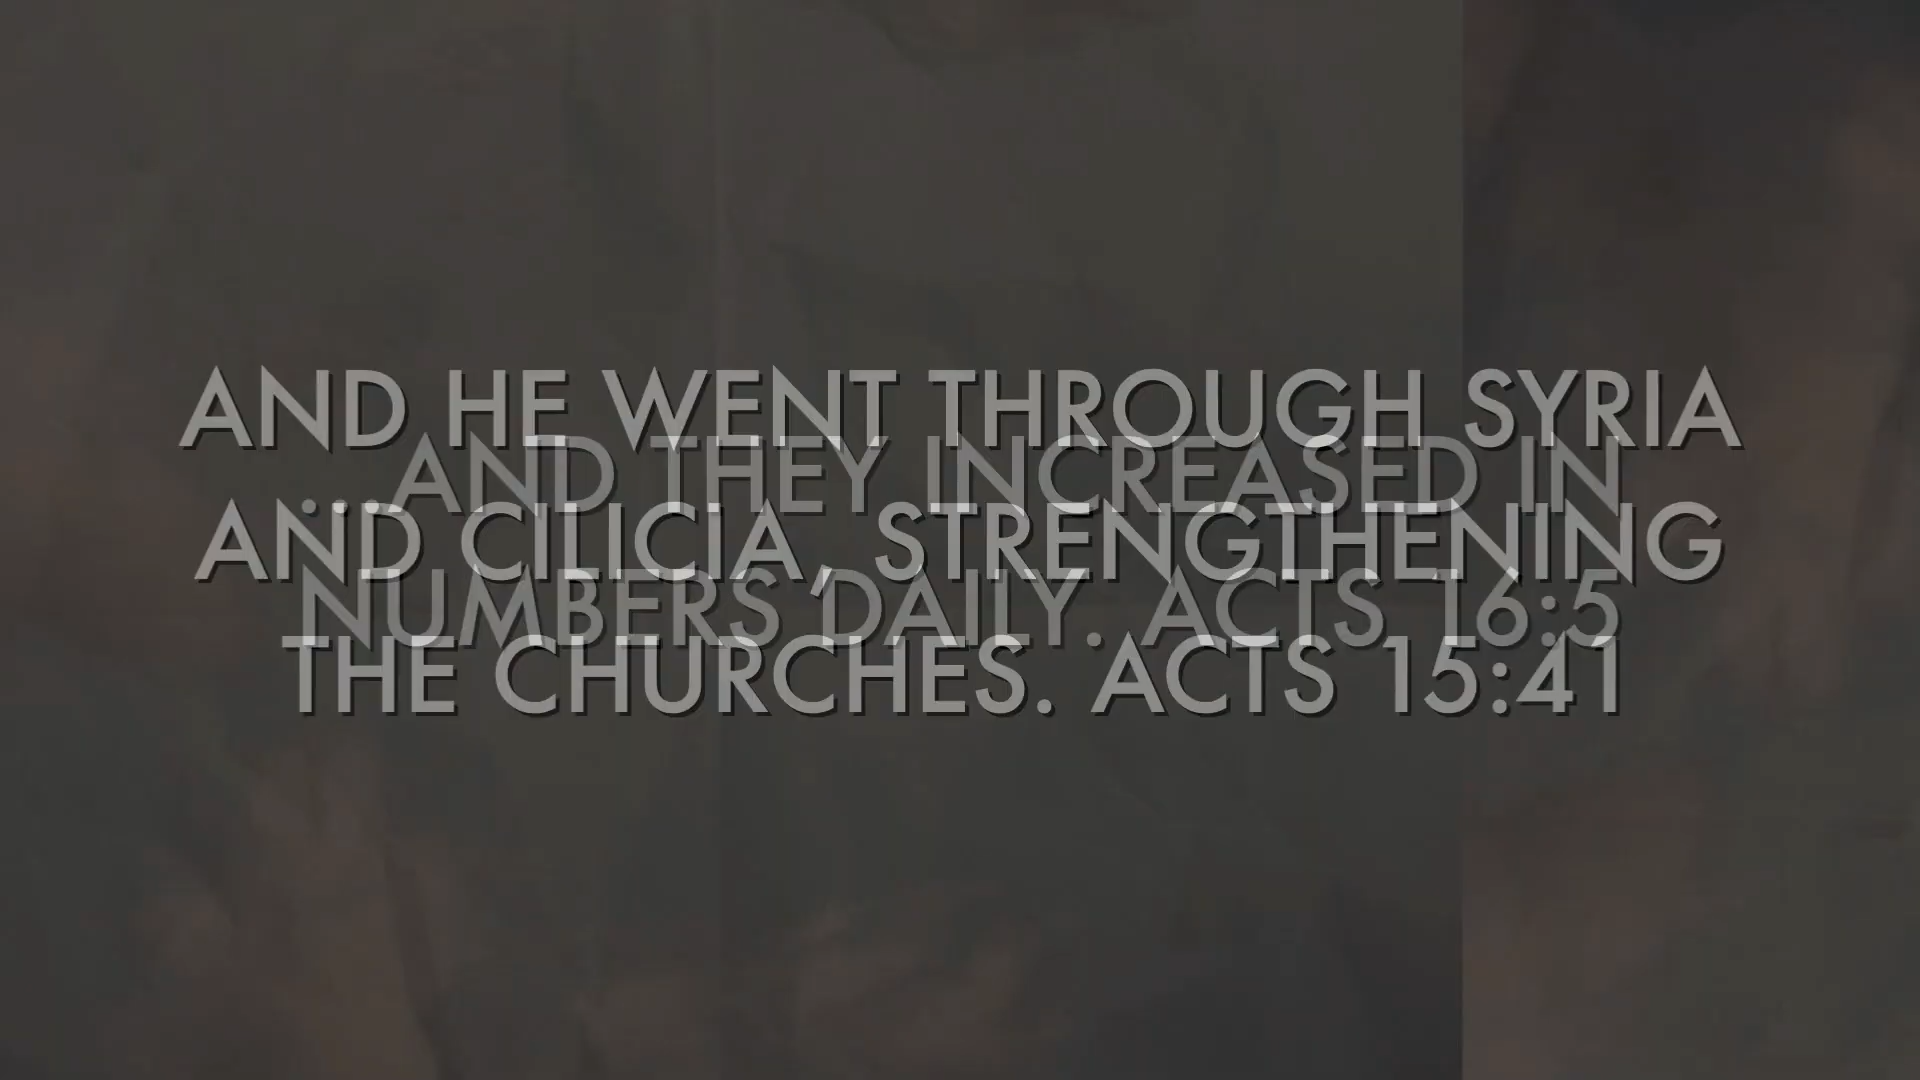 AND HE WENT THROUGH SYRIA
AND CILICIA, STRENGTHENING
THE CHURCHES. ACTS 15:41
...AND THEY INCREASED IN
NUMBERS DAILY. ACTS 16:5